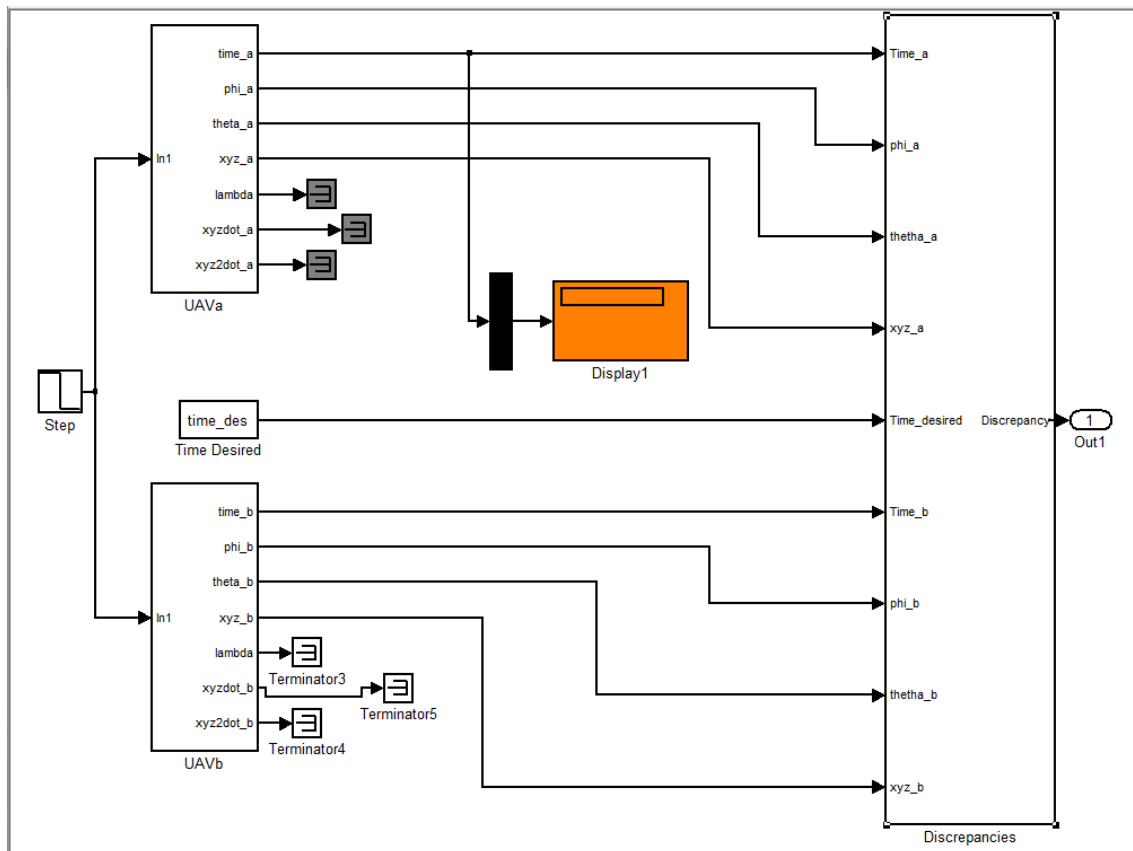 time_a
phi_a
theta_a
xyz_a
lambda
xyzdot_a
xyz2dot_a
In1
UAVa
Step
time_des
Time Desired
Display1
time_b
phi_b
theta_b
xyz_b
lambda
xyzdot_b
xyz2dot_b
In1
UAVb
Terminator3
Terminator5
Terminator4
Time_a
phi_a
thetha_a
xyz_a
Time_desired
Time_b
phi_b
thetha_b
xyz_b
Discrepancy
Discrepancies
1
Out1